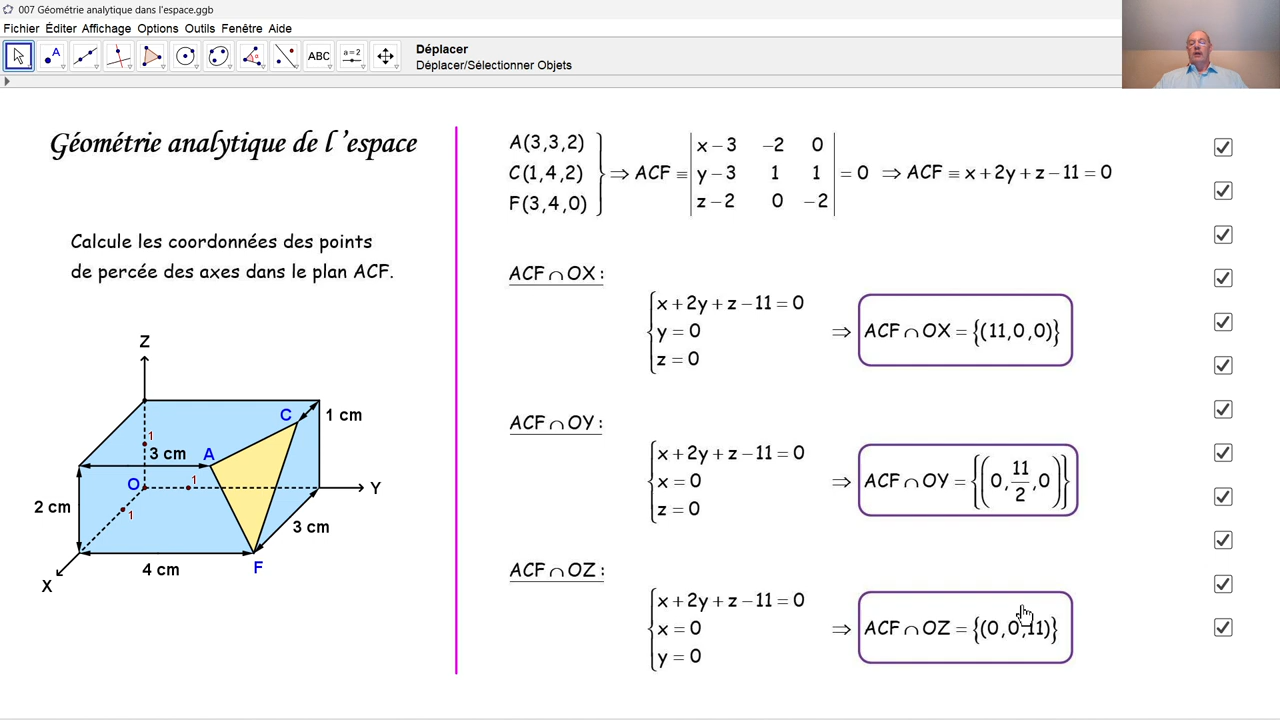 007 Géométrie analytique dans l'espace.ggb
Fichier Éditer Affichage Options Outils Fenêtre Aide
A ABC a=2
Déplacer
Déplacer/Sélectionner Objets
Géométrie analytique de l 'espace
Calcule les coordonnées des points
de percée des axes dans le plan ACF.
Z
C
1 cm
1
3 cm
A
O
1
Y
2 cm
1
3 cm
4 cm
F
X
A(3,3,2)
C(1,4,2)
F(3,4,0)
⇒ ACF ≡ | x − 3 −2 0 |
| y − 3 1 1 | = 0 ⇒ ACF ≡ x + 2y + z − 11 = 0
| z − 2 0 −2 |
ACF ∩ OX :
x + 2y + z − 11 = 0
y = 0
z = 0
⇒ ACF ∩ OX = {(11,0,0)}
ACF ∩ OY :
x + 2y + z − 11 = 0
x = 0
z = 0
⇒ ACF ∩ OY = {(0, 11/2, 0)}
ACF ∩ OZ :
x + 2y + z − 11 = 0
x = 0
y = 0
⇒ ACF ∩ OZ = {(0,0,11)}